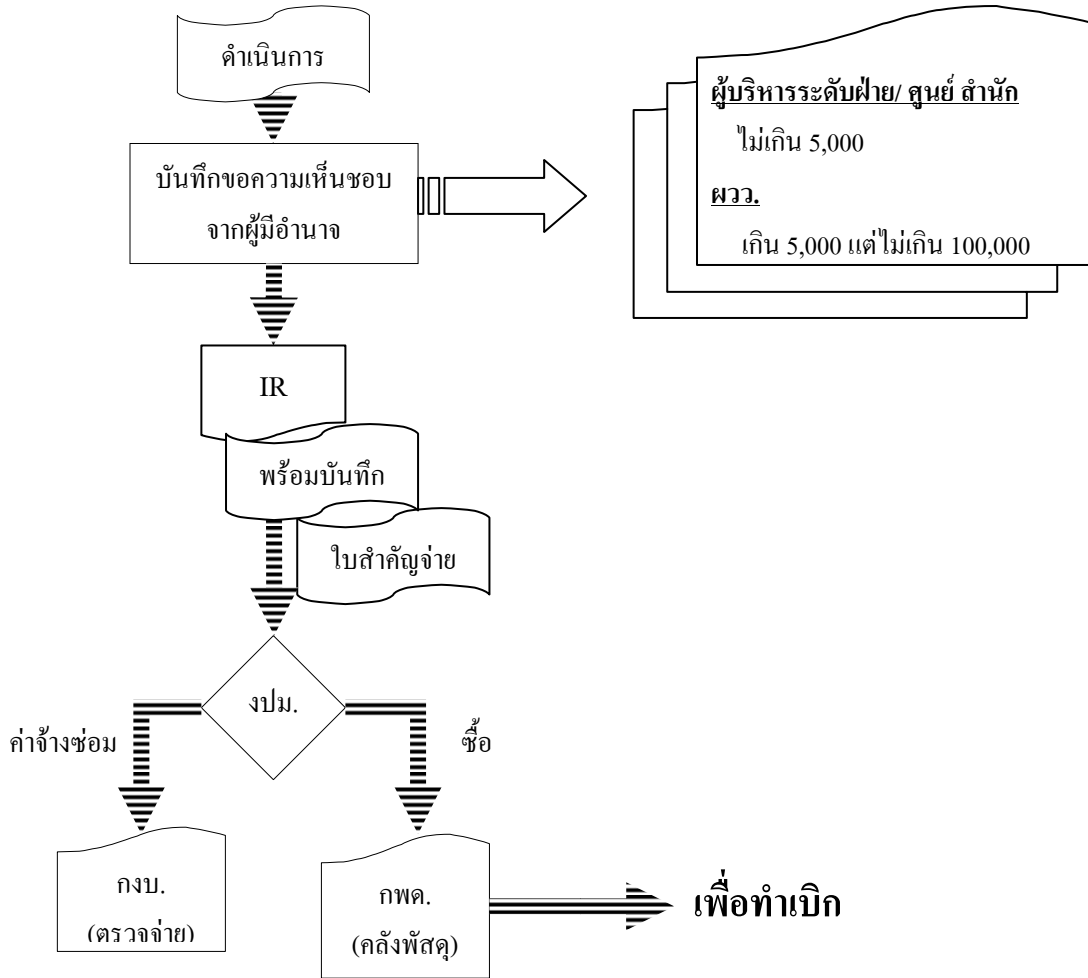 ดำเนินการ
บันทึกขอความเห็นชอบ
จากผู้มีอำนาจ
ผู้บริหารระดับฝ่าย/ ศูนย์ สำนัก
ไม่เกิน 5,000
ผวว.
เกิน 5,000 แต่ไม่เกิน 100,000
IR
พร้อมบันทึก
ใบสำคัญจ่าย
งปม.
ค่าจ้างซ่อม
ซื้อ
กงบ.
(ตรวจจ่าย)
กพด.
(คลังพัสดุ)
เพื่อทำเบิก